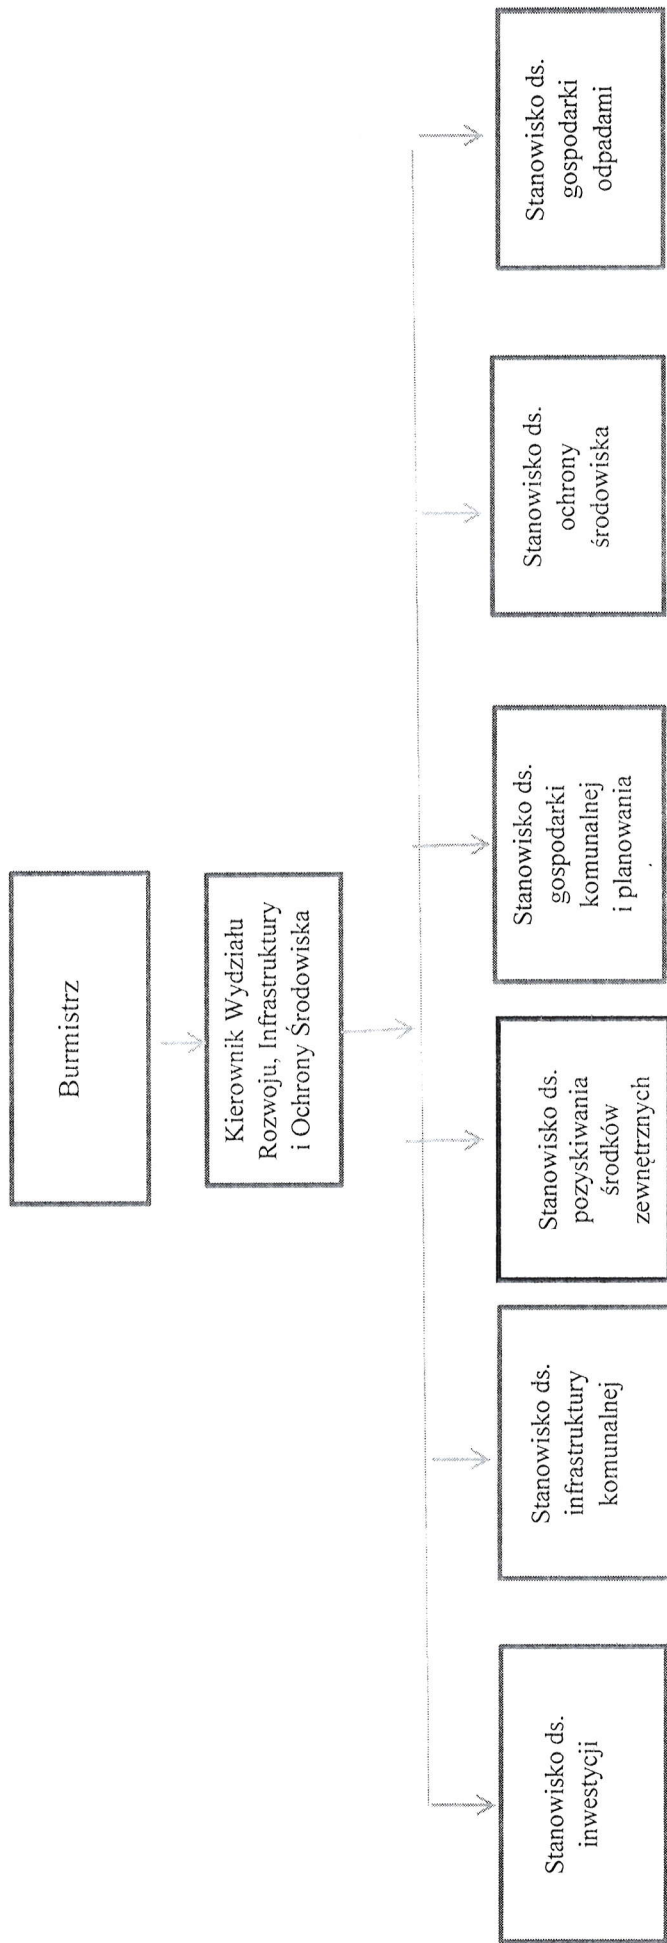 Burmistrz
Kierownik Wydziału
Rozwoju, Infrastruktury
i Ochrony Środowiska
Stanowisko ds.
inwestycji
Stanowisko ds.
infrastruktury
komunalnej
Stanowisko ds.
pozyskiwania
środków
zewnętrznych
Stanowisko ds.
gospodarki
komunalnej
i planowania
Stanowisko ds.
ochrony
środowiska
Stanowisko ds.
gospodarki
odpadami